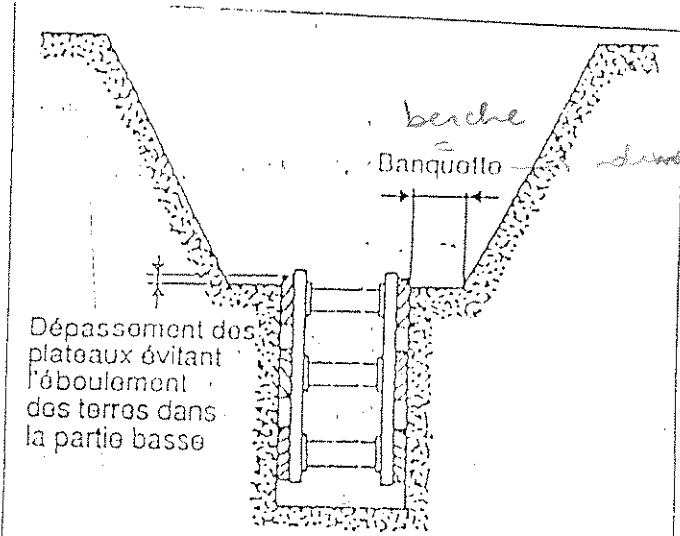 berche
=
Banquette
Dépassement des
plateaux évitant
l'éboulement
des terres dans
la partie basse